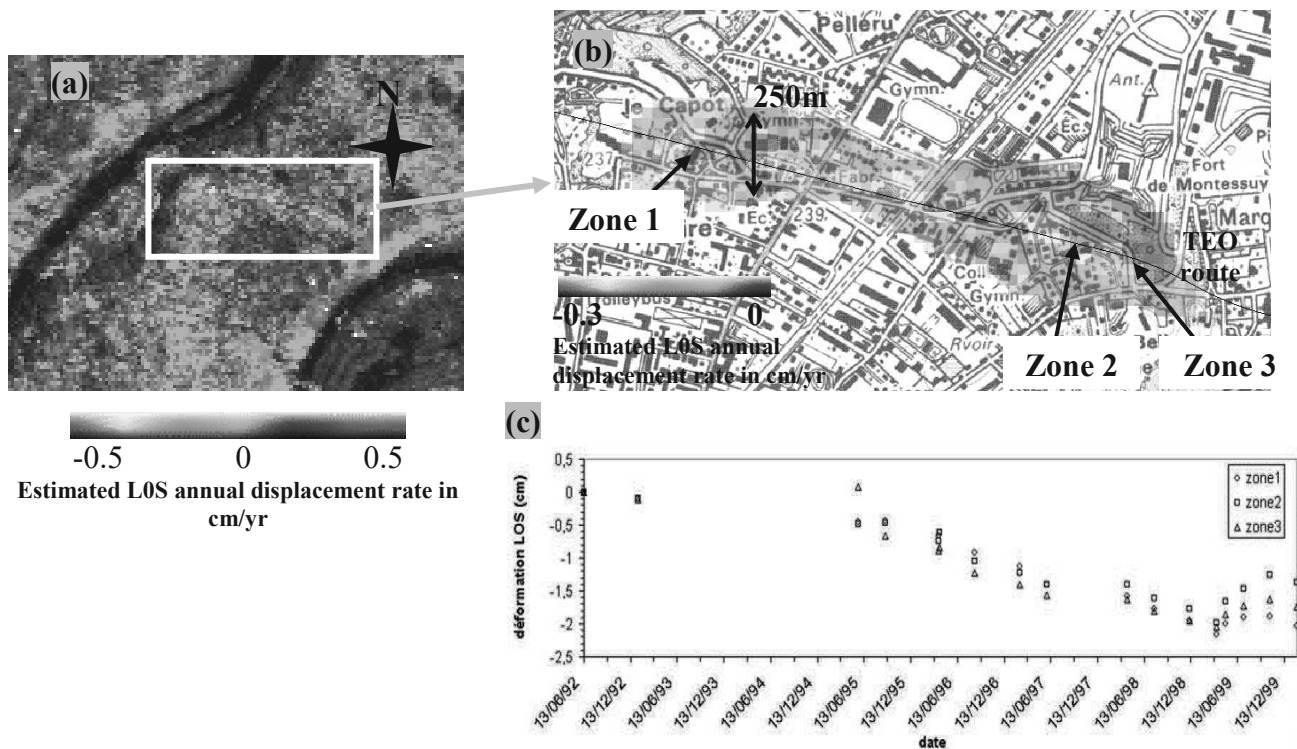 (a)
N
-0.5 0 0.5
Estimated L0S annual displacement rate in
cm/yr
(b)
Pelleru
le Capot
Gymn.
250m
Gymn.
Ant.
Ec.
237
Fabr.
Fort
de Montessuy
Zone 1
Ec.
239.
Marq
TEO
route
Coll
Gymn.
Trolleybus
-0.3 0
Rvoir
Estimated L0S annual
displacement rate in cm/yr
Zone 2
Be
Zone 3
(c)
déformation LOS (cm)
0,5
0
-0,5
-1
-1,5
-2
-2,5
zone1
zone2
zone3
13/06/92
13/12/92
13/06/93
13/12/93
13/06/94
13/12/94
13/06/95
13/12/95
13/06/96
13/12/96
13/06/97
13/12/97
13/06/98
13/12/98
13/06/99
13/12/99
date